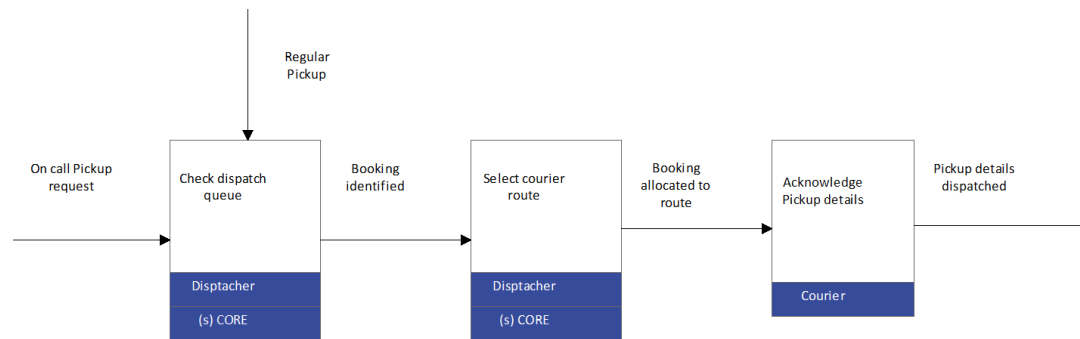 Regular
Pickup
On call Pickup
request
Check dispatch
queue
Disptacher
(s) CORE
Booking
identified
Select courier
route
Disptacher
(s) CORE
Booking
allocated to
route
Acknowledge
Pickup details
Courier
Pickup details
dispatched